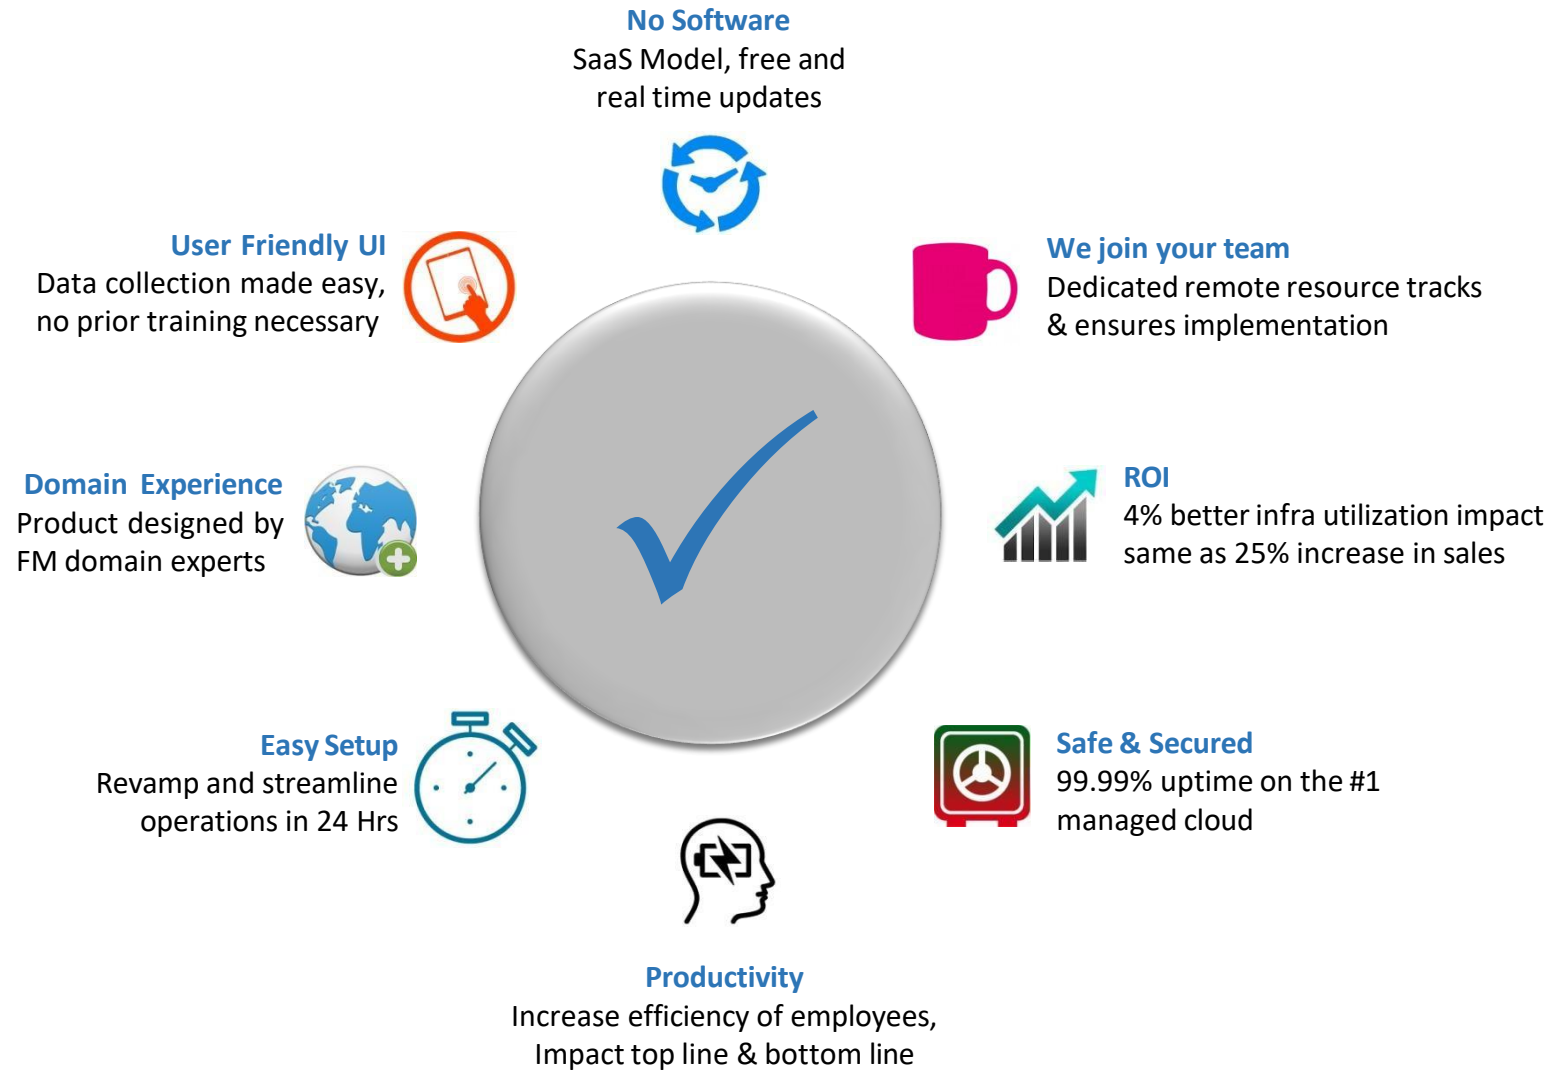 No Software
SaaS Model, free and
real time updates
User Friendly UI
Data collection made easy,
no prior training necessary
We join your team
Dedicated remote resource tracks
& ensures implementation
Domain Experience
Product designed by
FM domain experts
ROI
4% better infra utilization impact
same as 25% increase in sales
Easy Setup
Revamp and streamline
operations in 24 Hrs
Safe & Secured
99.99% uptime on the #1
managed cloud
Productivity
Increase efficiency of employees,
Impact top line & bottom line